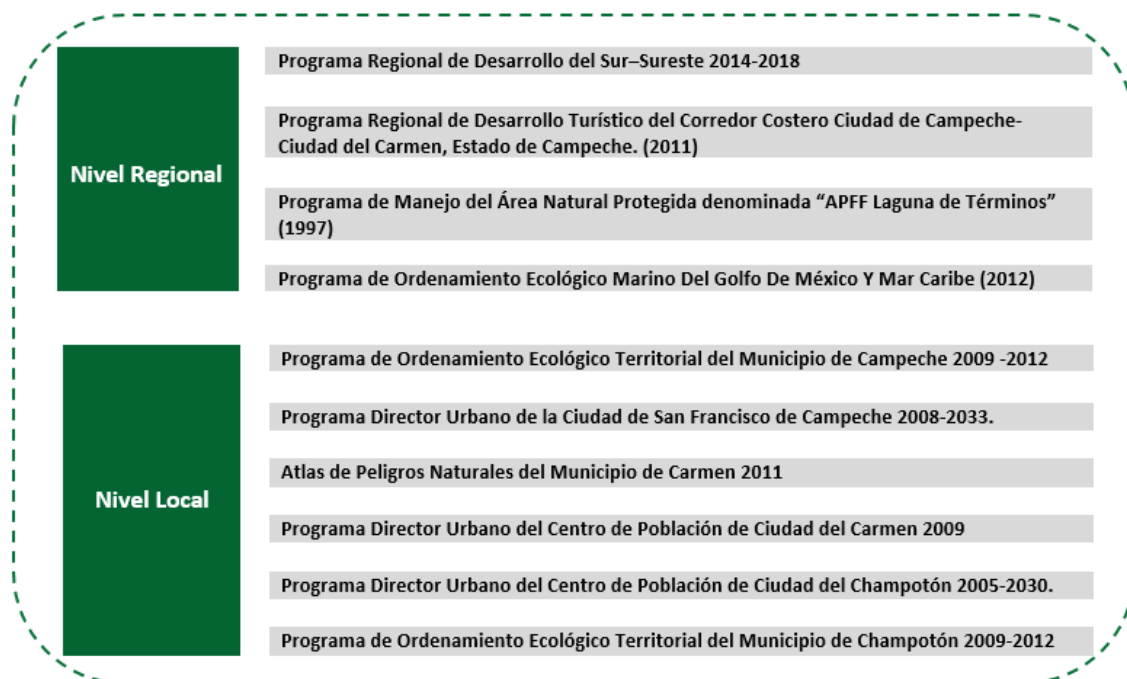 Nivel Regional
Programa Regional de Desarrollo del Sur–Sureste 2014-2018
Programa Regional de Desarrollo Turístico del Corredor Costero Ciudad de Campeche-
Ciudad del Carmen, Estado de Campeche. (2011)
Programa de Manejo del Área Natural Protegida denominada “APFF Laguna de Términos”
(1997)
Programa de Ordenamiento Ecológico Marino Del Golfo De México Y Mar Caribe (2012)
Nivel Local
Programa de Ordenamiento Ecológico Territorial del Municipio de Campeche 2009 -2012
Programa Director Urbano de la Ciudad de San Francisco de Campeche 2008-2033.
Atlas de Peligros Naturales del Municipio de Carmen 2011
Programa Director Urbano del Centro de Población de Ciudad del Carmen 2009
Programa Director Urbano del Centro de Población de Ciudad del Champotón 2005-2030.
Programa de Ordenamiento Ecológico Territorial del Municipio de Champotón 2009-2012